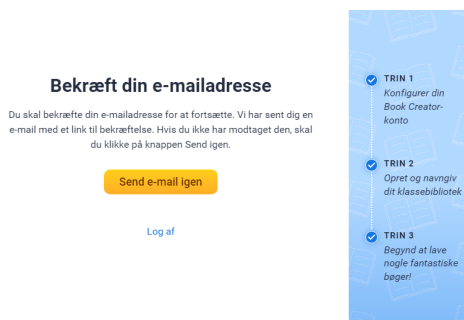 Bekræft din e-mailadresse
Du skal bekræfte din e-mailadresse for at fortsætte. Vi har sent dig en
e-mail med et link til bekræftelse. Hvis du ikke har modtaget den, skal
du klikke på knappen Send igen.
Send e-mail igen
Log af
TRIN 1
Konfigurer din
Book Creator-
konto
TRIN 2
Opret og navngiv
dit klassebibliotek
TRIN 3
Begynd at lave
nogle fantastiske
bøger!